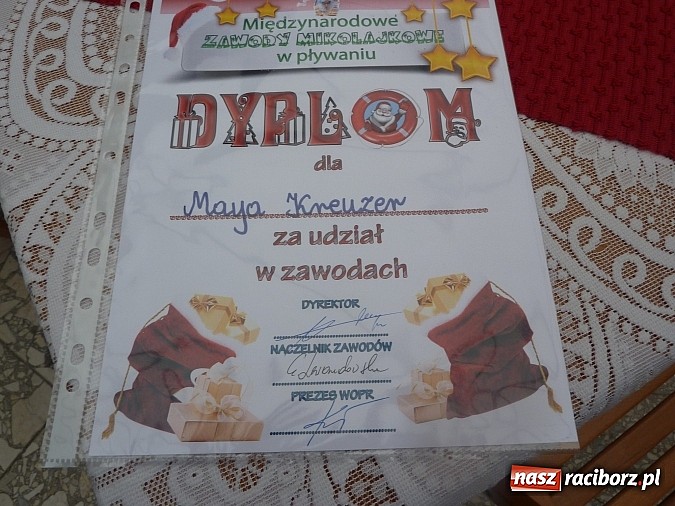 Międzynarodowe
ZAWODY MIKOŁAJKOWE
w pływaniu
DYPLOM
dla
Maya Kreuzer
za udział
w zawodach
DYREKTOR
NACZELNIK ZAWODÓW
PREZES WOPR
nasz raciborz.pl